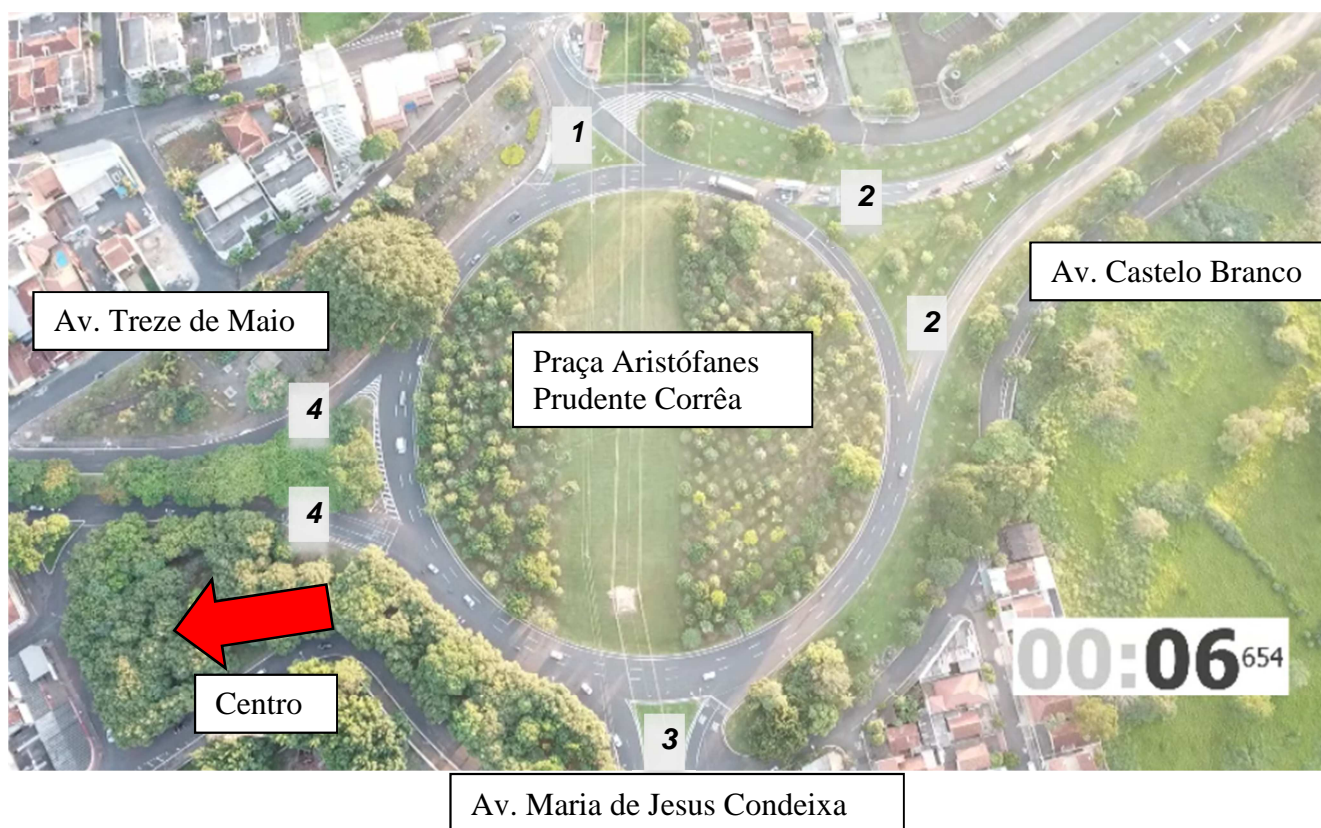 1
2
Av. Castelo Branco
Av. Treze de Maio
2
Praça Aristófanes
Prudente Corrêa
4
4
00:06654
Centro
3
Av. Maria de Jesus Condeixa